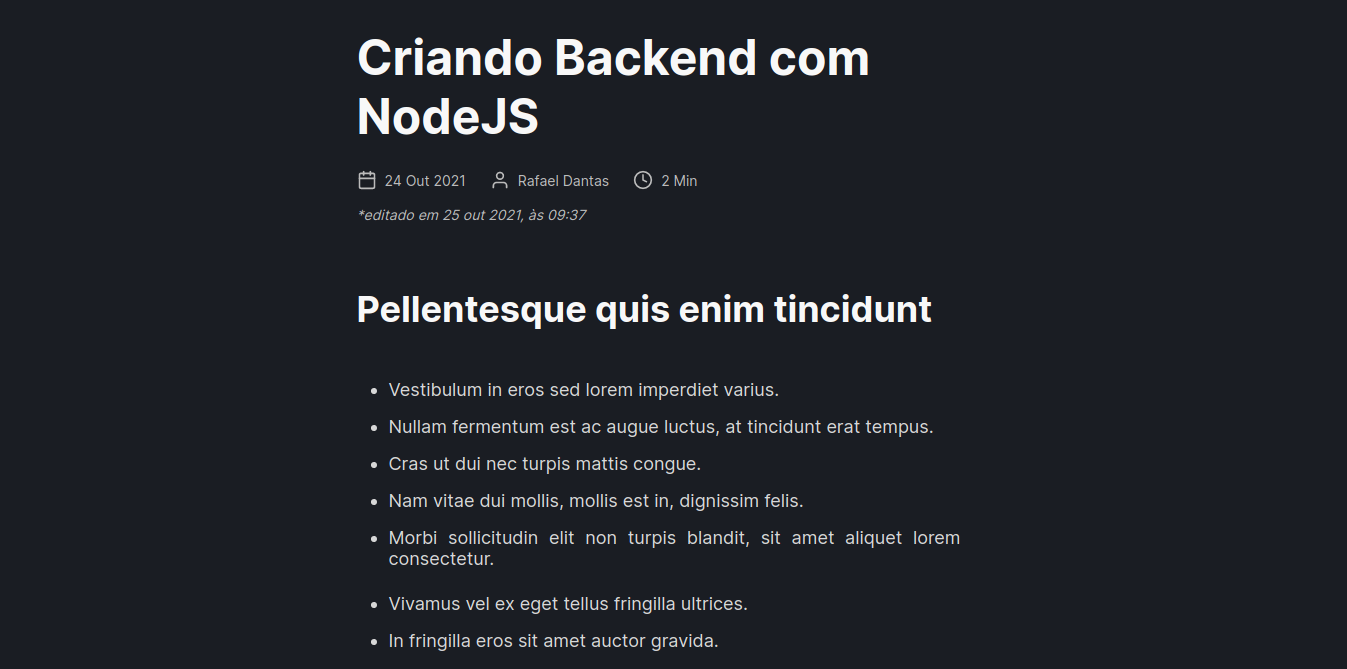 Criando Backend com
NodeJS
24 Out 2021 Rafael Dantas 2 Min
*editado em 25 out 2021, às 09:37
Pellentesque quis enim tincidunt
• Vestibulum in eros sed lorem imperdiet varius.
• Nullam fermentum est ac augue luctus, at tincidunt erat tempus.
• Cras ut dui nec turpis mattis congue.
• Nam vitae dui mollis, mollis est in, dignissim felis.
• Morbi sollicitudin elit non turpis blandit, sit amet aliquet lorem
consectetur.
• Vivamus vel ex eget tellus fringilla ultrices.
• In fringilla eros sit amet auctor gravida.